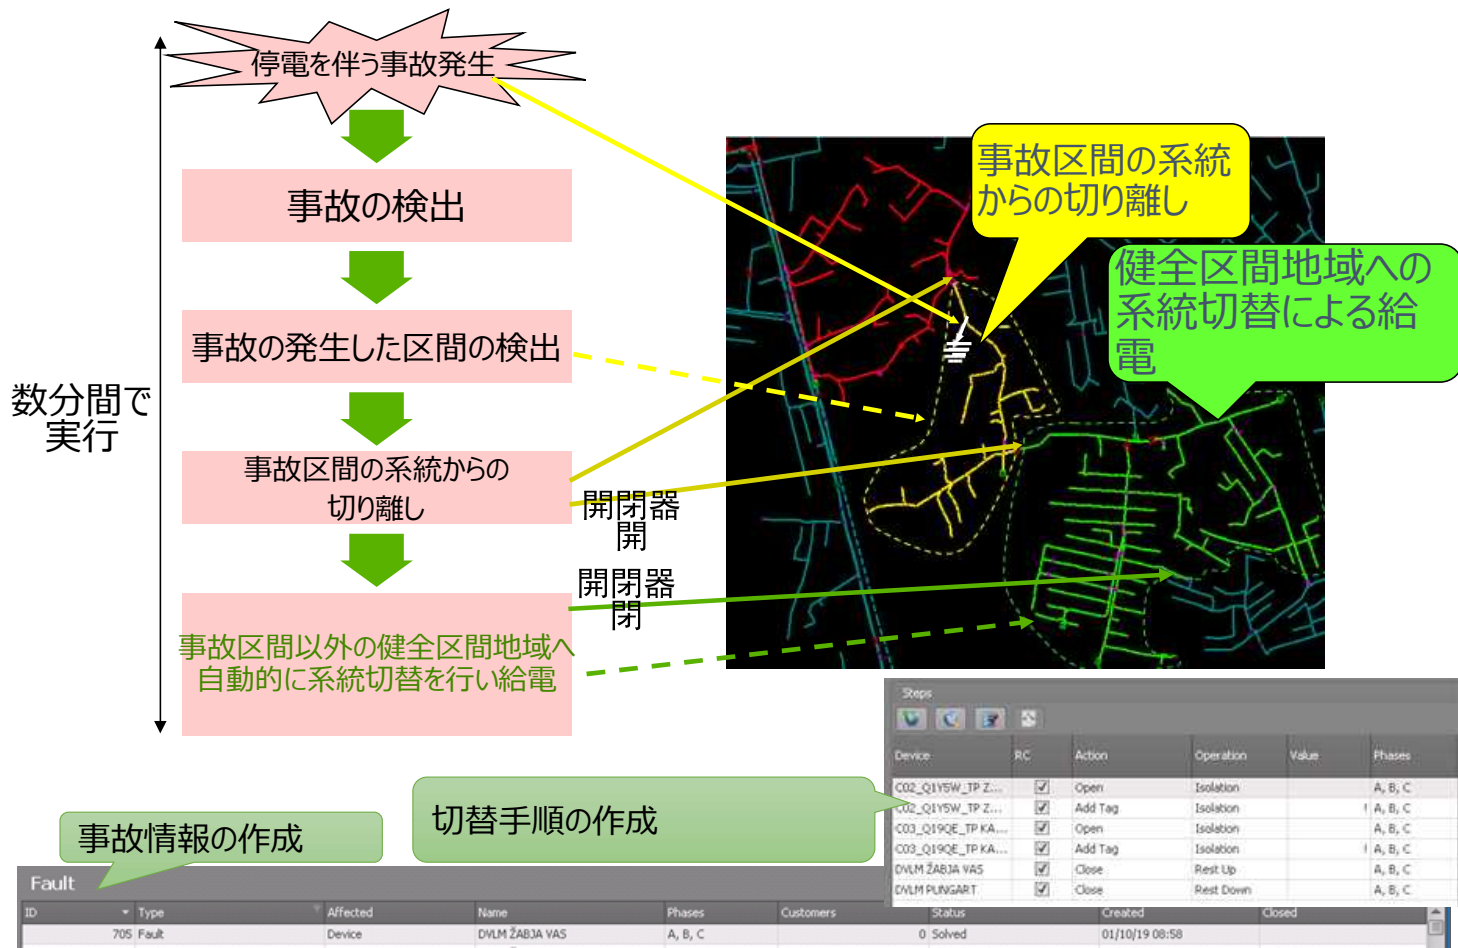 停電を伴う事故発生
事故の検出
事故の発生した区間の検出
事故区間の系統からの
切り離し
事故区間以外の健全区間地域へ
自動的に系統切替を行い給電
数分間で
実行
開閉器
開
開閉器
閉
事故区間の系統
からの切り離し
健全区間地域への
系統切替による給
電
切替手順の作成
事故情報の作成
Steps
Device RC Action Operation Value Phases
C02_Q1Y5W_TP Z... Open Isolation A, B, C
C02_Q1Y5W_TP Z... Add Tag Isolation ! A, B, C
C03_Q19QE_TP KA... Open Isolation A, B, C
C03_Q19QE_TP KA... Add Tag Isolation ! A, B, C
DVLM ŽABJA VAS Close Rest Up A, B, C
DVLM PUNGART Close Rest Down A, B, C
Fault
ID Type Affected Name Phases Customers Status Created Closed
705 Fault Device DVLM ŽABJA VAS A, B, C 0 Solved 01/10/19 08:58